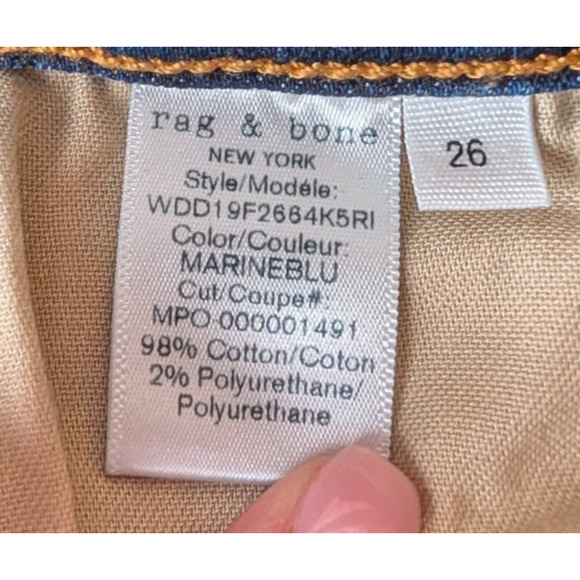 rag & bone
NEW YORK
Style/Modéle:
WDD19F2664K5RI
Color/Couleur:
MARINEBLU
Cut/Coupe#:
MPO-000001491
98% Cotton/Coton
2% Polyurethane/
Polyurethane
26